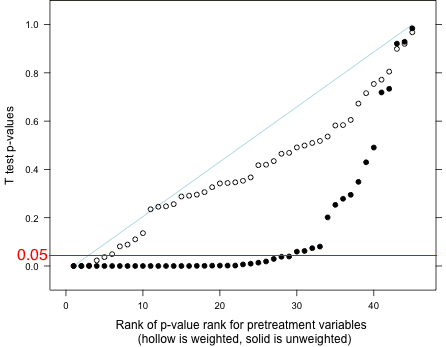 1.0
0.8
0.6
0.4
0.2
0.05
0.0
T test p-values
0 10 20 30 40
Rank of p-value rank for pretreatment variables
(hollow is weighted, solid is unweighted)